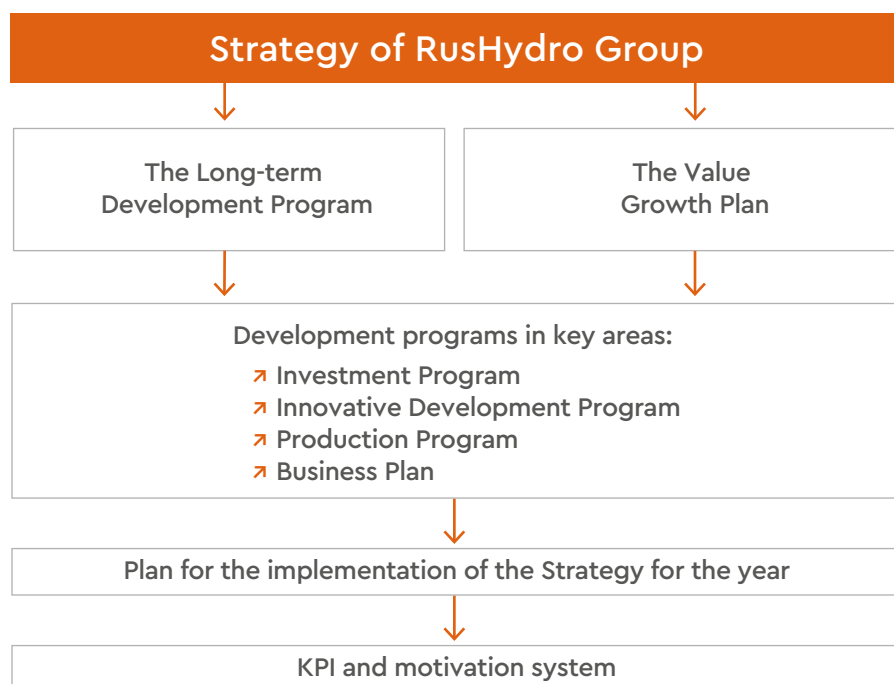 Strategy of RusHydro Group
The Long-term
Development Program
The Value
Growth Plan
Development programs in key areas:
Investment Program
Innovative Development Program
Production Program
Business Plan
Plan for the implementation of the Strategy for the year
KPI and motivation system